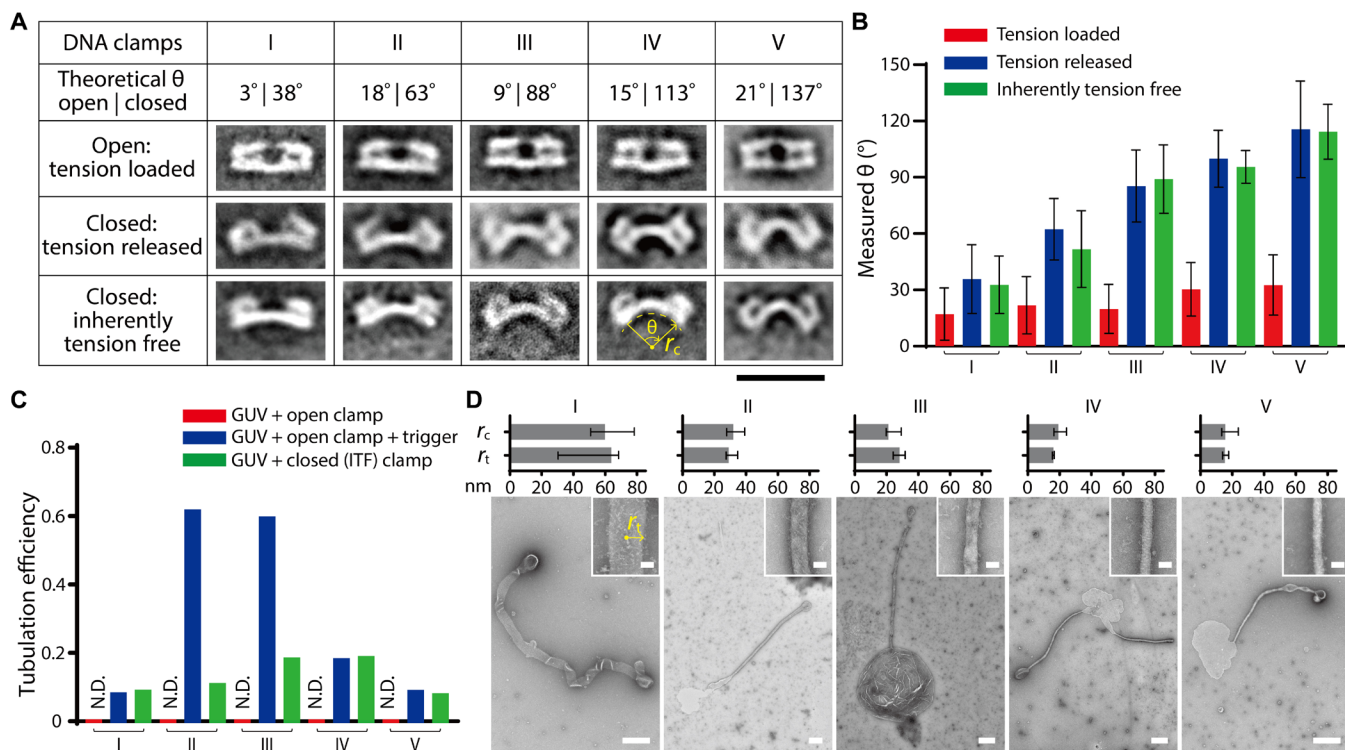 A
DNA clamps I II III IV V
Theoretical θ
open | closed
3° | 38° 18° | 63° 9° | 88° 15° | 113° 21° | 137°
Open:
tension loaded
Closed:
tension released
Closed:
inherently
tension free
θ
rc
B
Tension loaded
Tension released
Inherently tension free
Measured θ (°)
150
120
90
60
30
0
I II III IV V
C
GUV + open clamp
GUV + open clamp + trigger
GUV + closed (ITF) clamp
Tubulation efficiency
0.8
0.6
0.4
0.2
0
N.D. N.D. N.D. N.D. N.D.
I II III IV V
D
I II III IV V
rc
rt
nm
0 20 40 60 80 0 20 40 60 80 0 20 40 60 80 0 20 40 60 80 0 20 40 60 80
rt